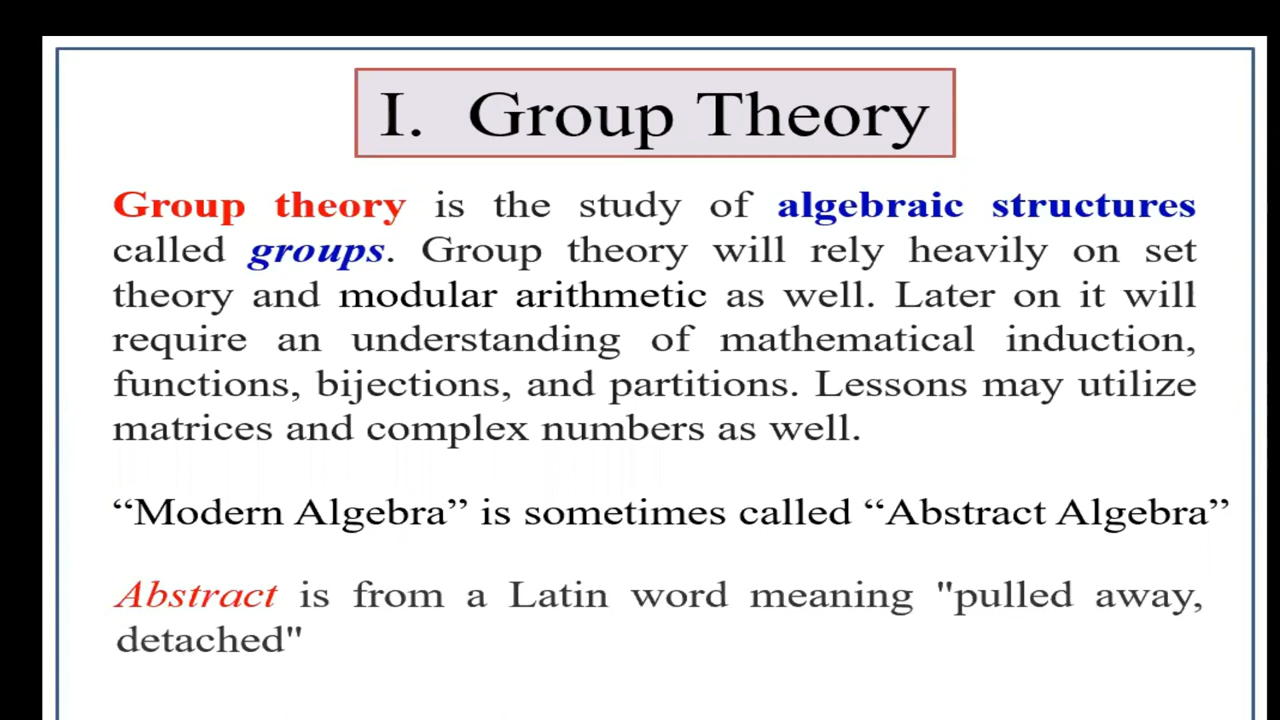 I. Group Theory
Group theory is the study of algebraic structures
called groups. Group theory will rely heavily on set
theory and modular arithmetic as well. Later on it will
require an understanding of mathematical induction,
functions, bijections, and partitions. Lessons may utilize
matrices and complex numbers as well.
“Modern Algebra” is sometimes called “Abstract Algebra”
Abstract is from a Latin word meaning "pulled away,
detached"